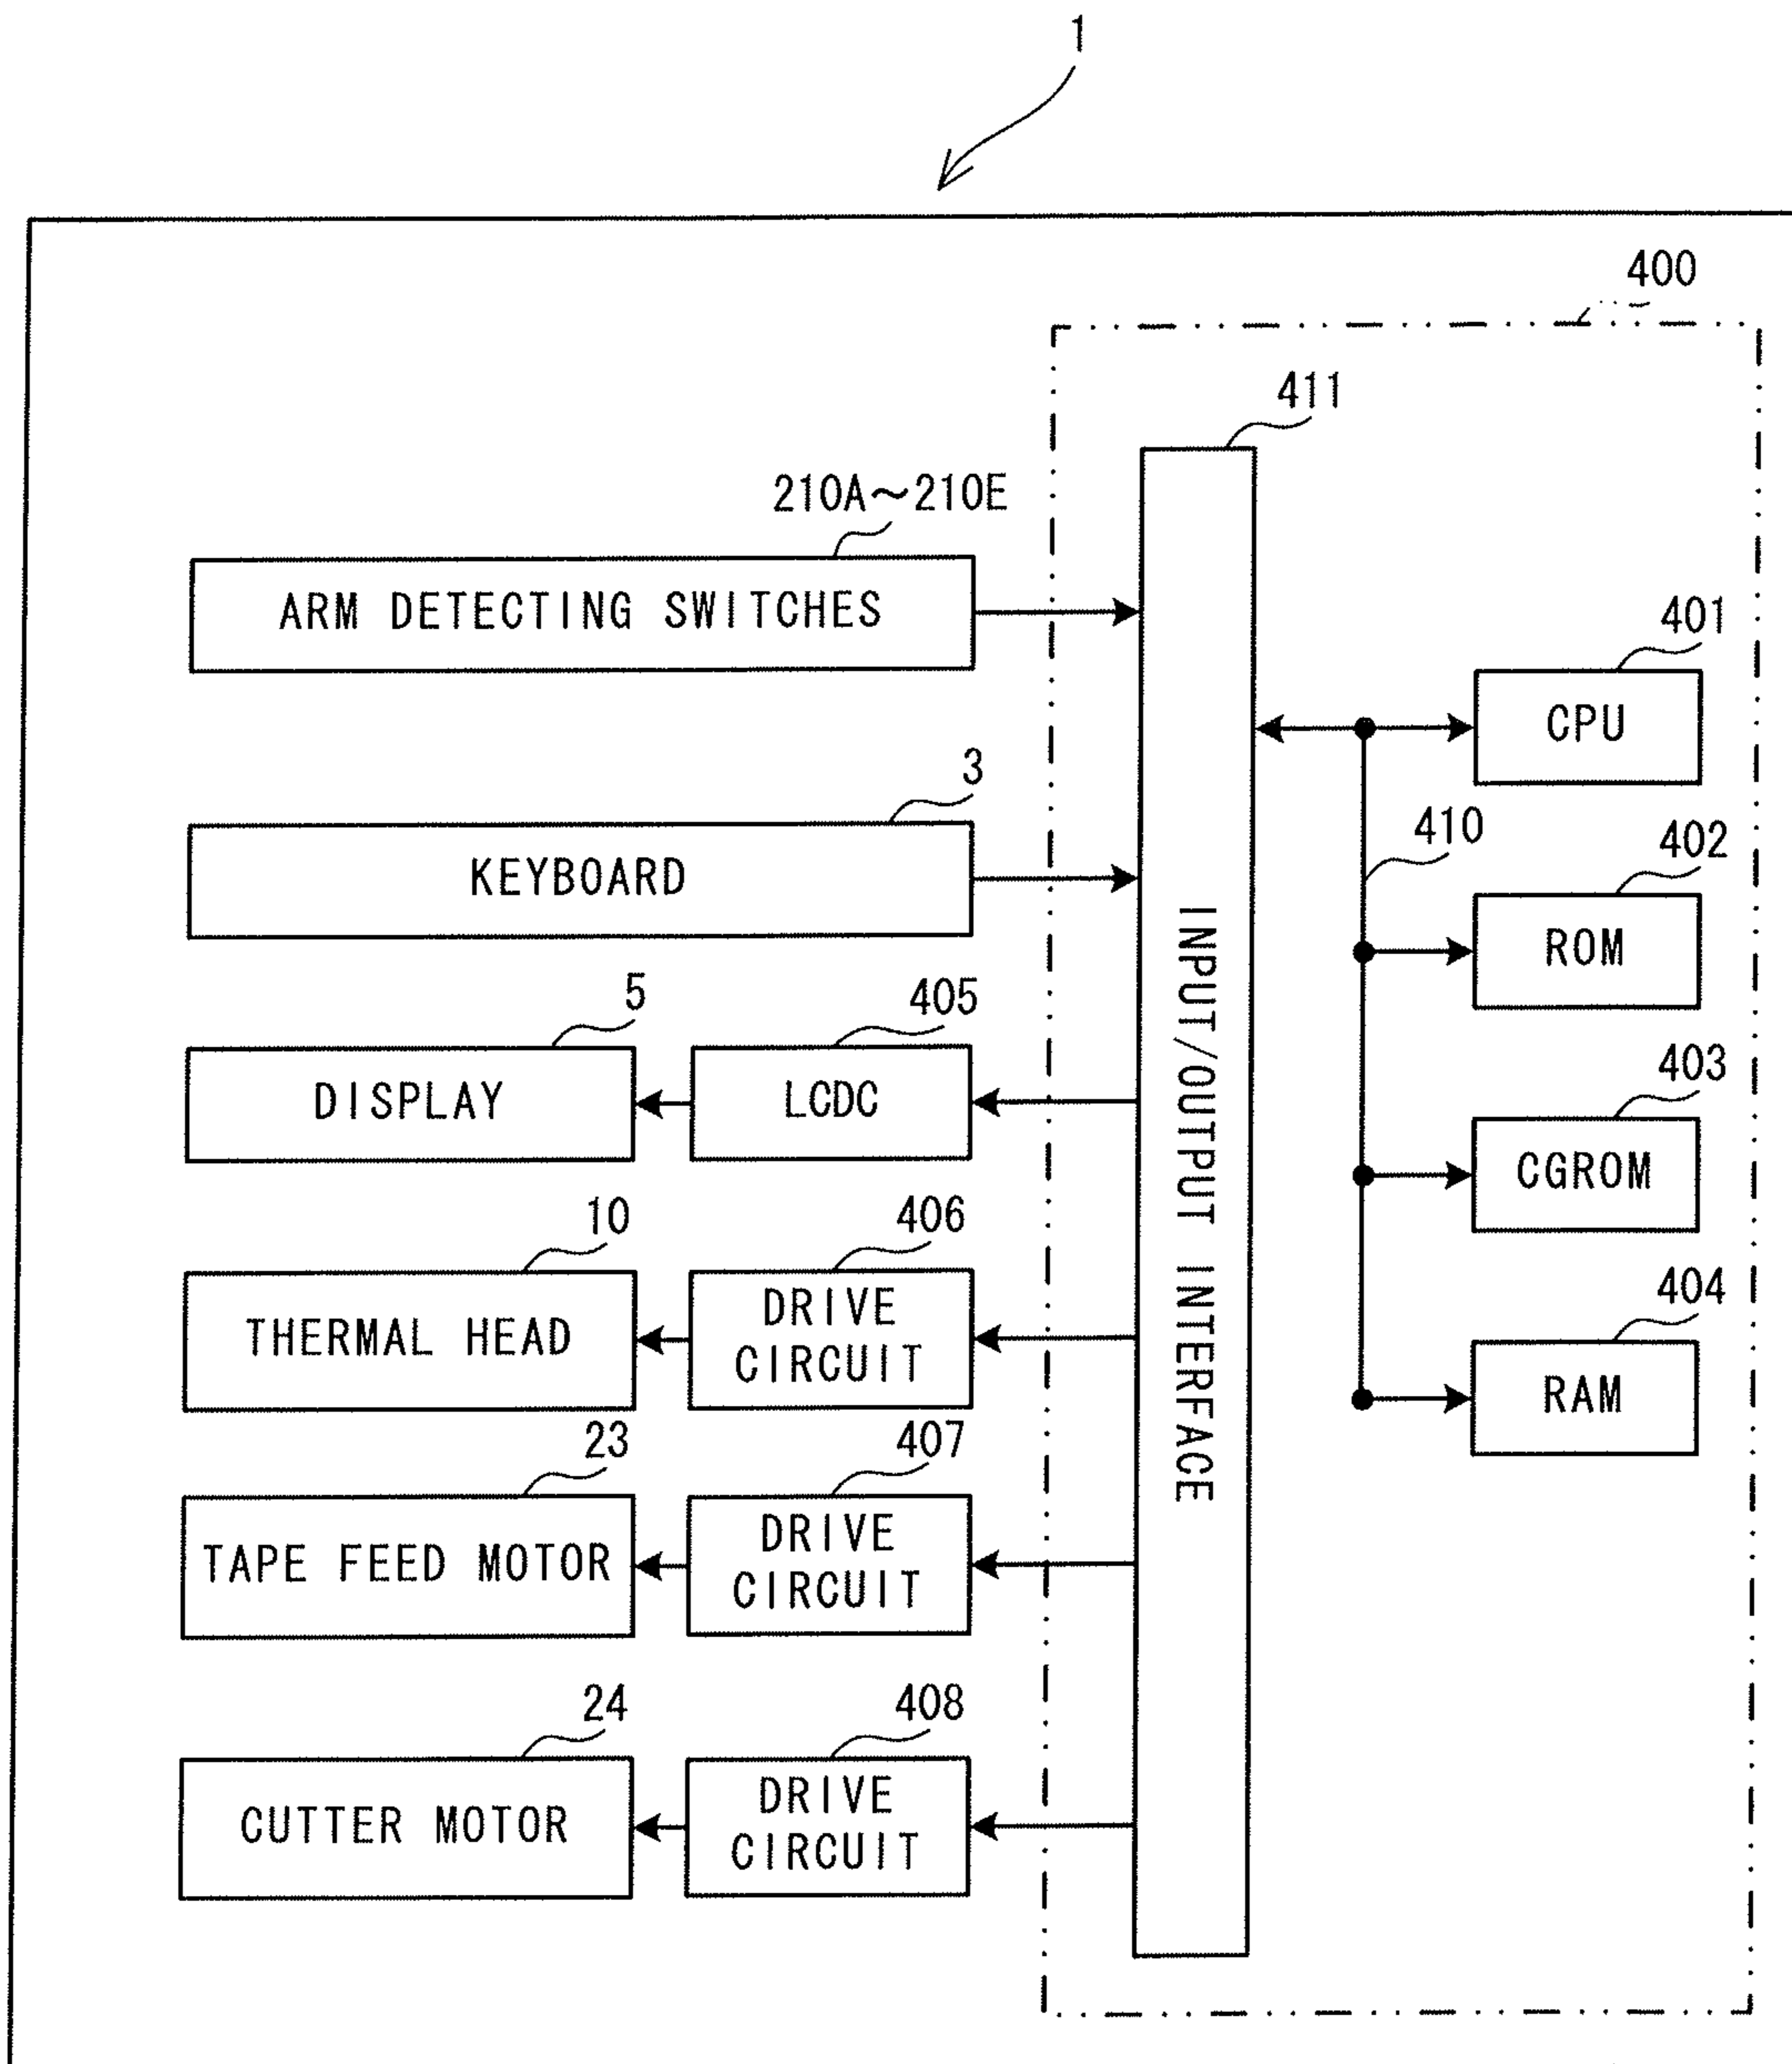 1
400
411
210A～210E
ARM DETECTING SWITCHES
401
CPU
3
KEYBOARD
410
402
ROM
INPUT/OUTPUT INTERFACE
5
DISPLAY
405
LCDC
403
CGROM
10
THERMAL HEAD
406
DRIVE
CIRCUIT
404
RAM
23
TAPE FEED MOTOR
407
DRIVE
CIRCUIT
24
CUTTER MOTOR
408
DRIVE
CIRCUIT